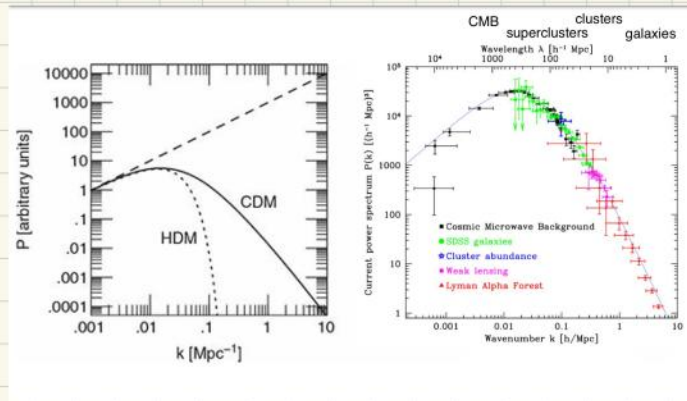 10000
1000
100
10
1
.1
.01
.001
.0001
P [arbitrary units]
CDM
HDM
.001 .01 .1 1 10
k [Mpc⁻¹]
CMB
superclusters
clusters
galaxies
Wavelength λ [h⁻¹ Mpc]
10⁴ 1000 100 10 1
10⁵
10⁴
1000
100
10
1
Current power spectrum P(k) [(h⁻¹ Mpc)³]
Cosmic Microwave Background
SDSS galaxies
Cluster abundance
Weak lensing
Lyman Alpha Forest
0.001 0.01 0.1 1 10
Wavenumber k [h/Mpc]